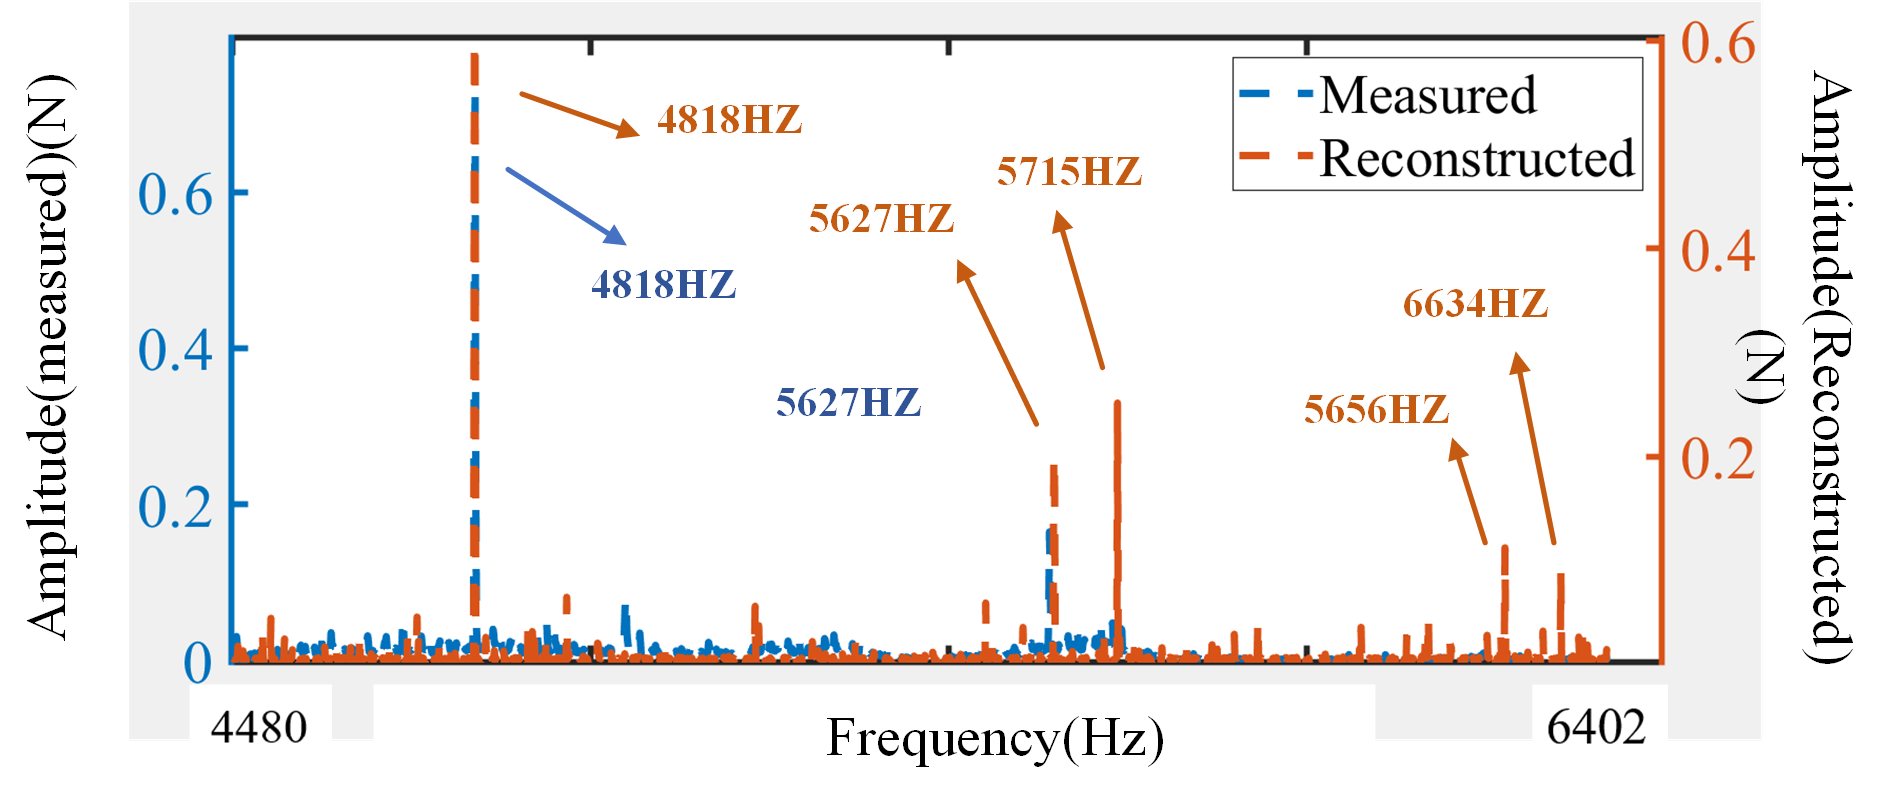 Amplitude(measured)(N)
0.6
0.4
0.2
0
4818HZ
4818HZ
5627HZ
5715HZ
5627HZ
6634HZ
5656HZ
Measured
Reconstructed
0.6
0.4
0.2
Amplitude(Reconstructed)
(N)
4480
Frequency(Hz)
6402